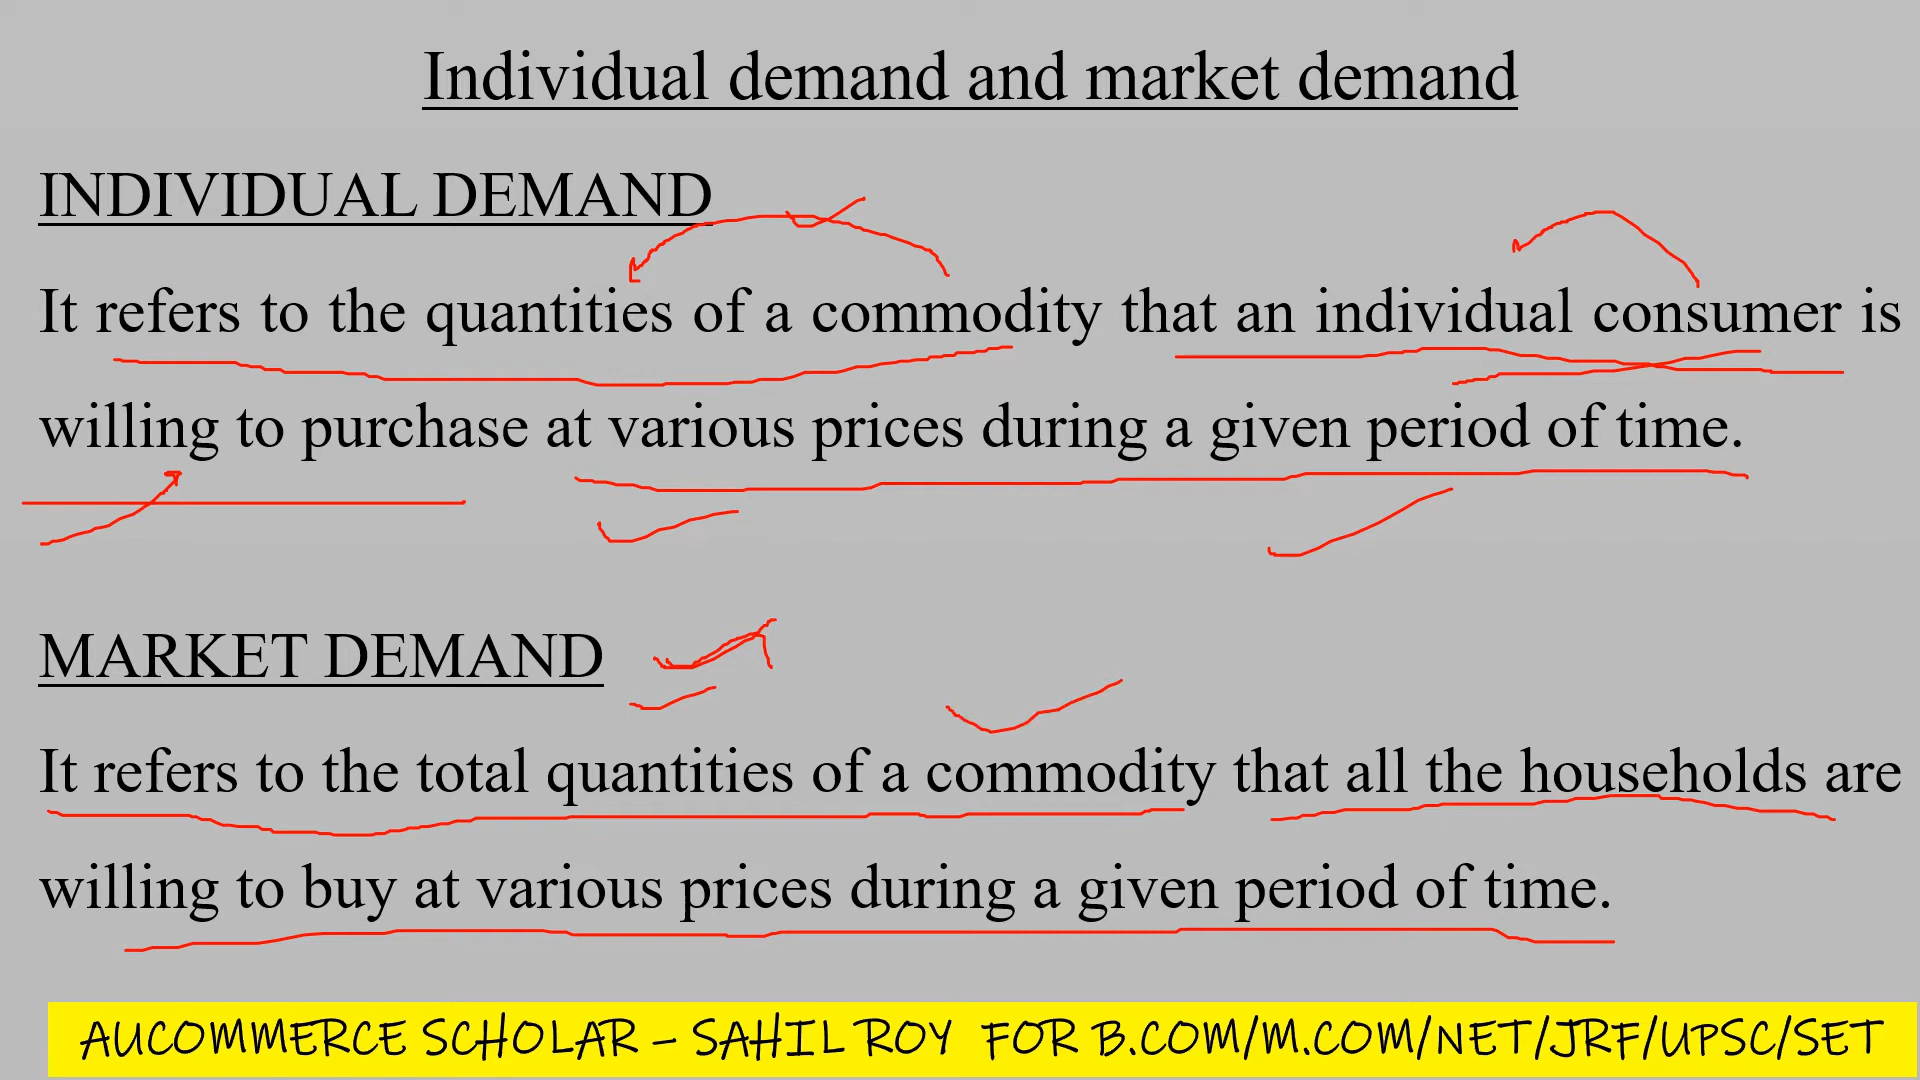 Individual demand and market demand
INDIVIDUAL DEMAND
It refers to the quantities of a commodity that an individual consumer is
willing to purchase at various prices during a given period of time.
MARKET DEMAND
It refers to the total quantities of a commodity that all the households are
willing to buy at various prices during a given period of time.
AUCOMMERCE SCHOLAR – SAHIL ROY FOR B.COM/M.COM/NET/JRF/UPSC/SET